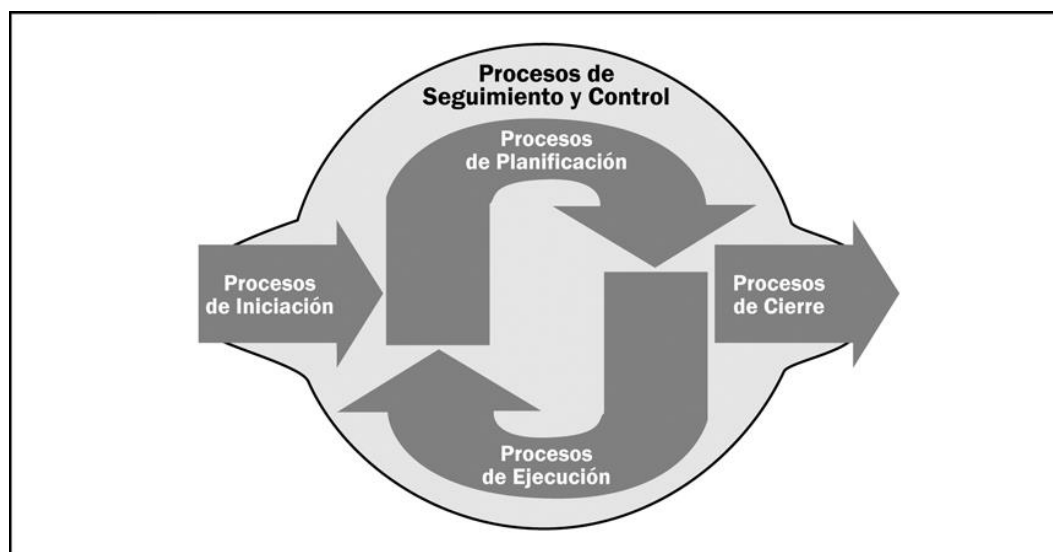 Procesos de
Seguimiento y Control
Procesos
de Planificación
Procesos
de Iniciación
Procesos
de Cierre
Procesos
de Ejecución